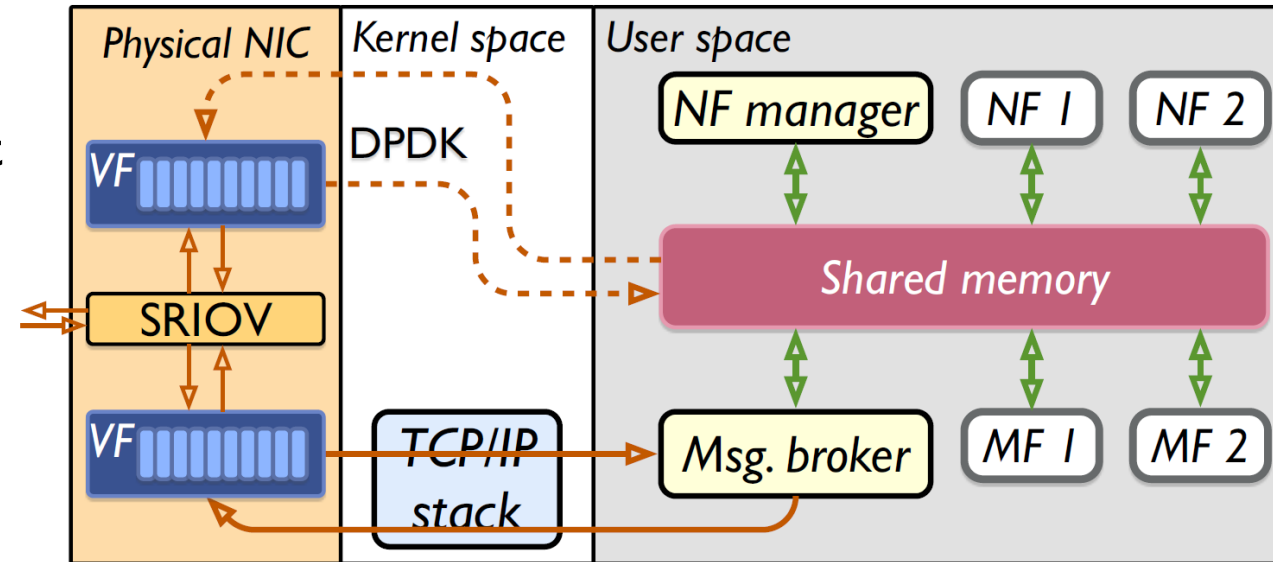 Physical NIC
Kernel space
User space
NF manager
NF 1
NF 2
DPDK
t
VF
Shared memory
SRIOV
VF
TCP/IP
stack
Msg. broker
MF 1
MF 2